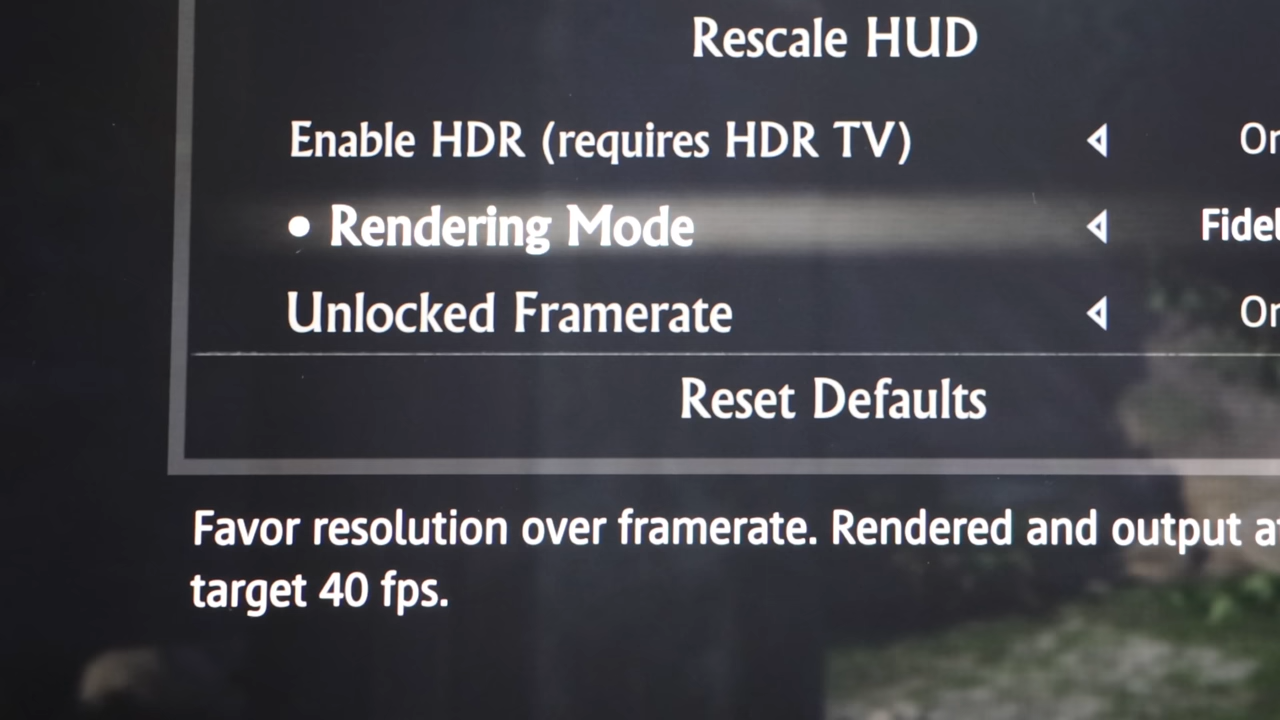 Rescale HUD
Enable HDR (requires HDR TV)
Rendering Mode
Unlocked Framerate
Reset Defaults
Favor resolution over framerate. Rendered and output
target 40 fps.